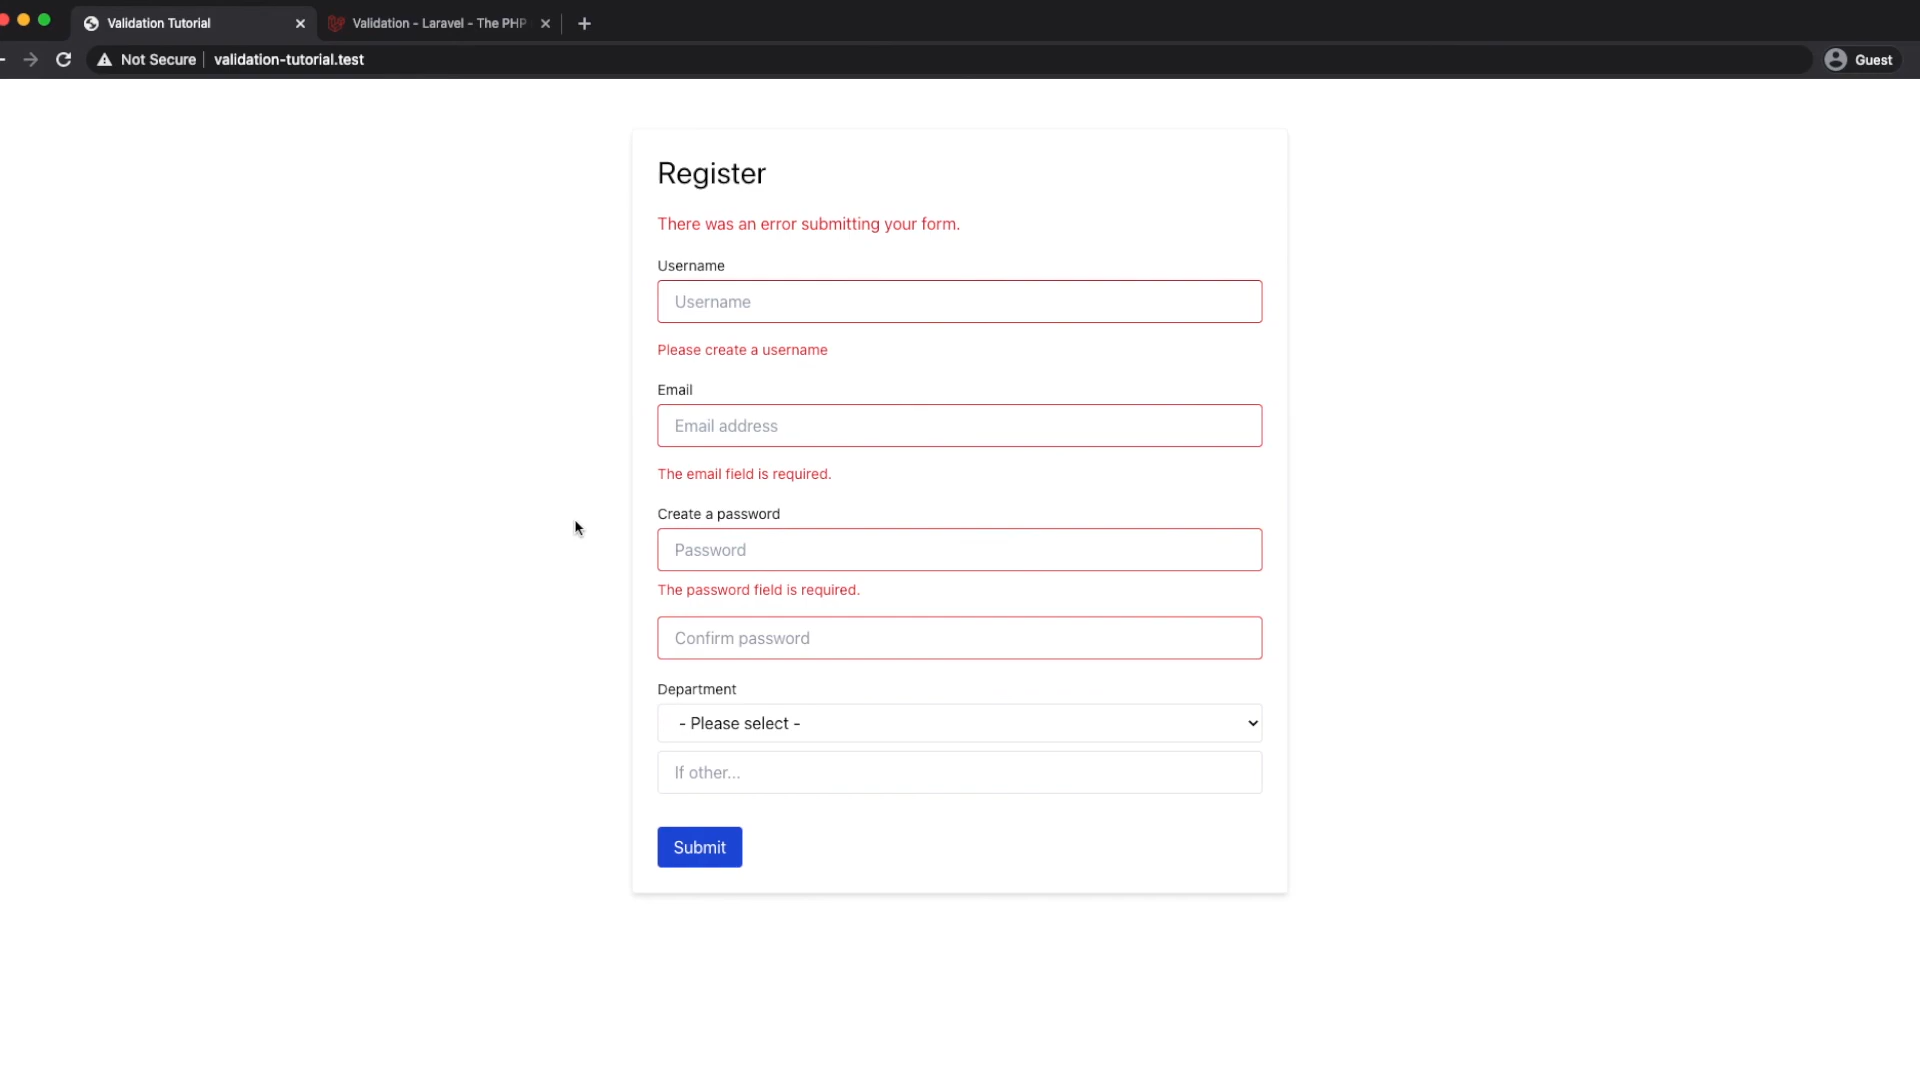 Validation Tutorial
Validation - Laravel - The PHP
Not Secure
validation-tutorial.test
Guest
Register
There was an error submitting your form.
Username
Username
Please create a username
Email
Email address
The email field is required.
Create a password
Password
The password field is required.
Confirm password
Department
- Please select -
If other...
Submit